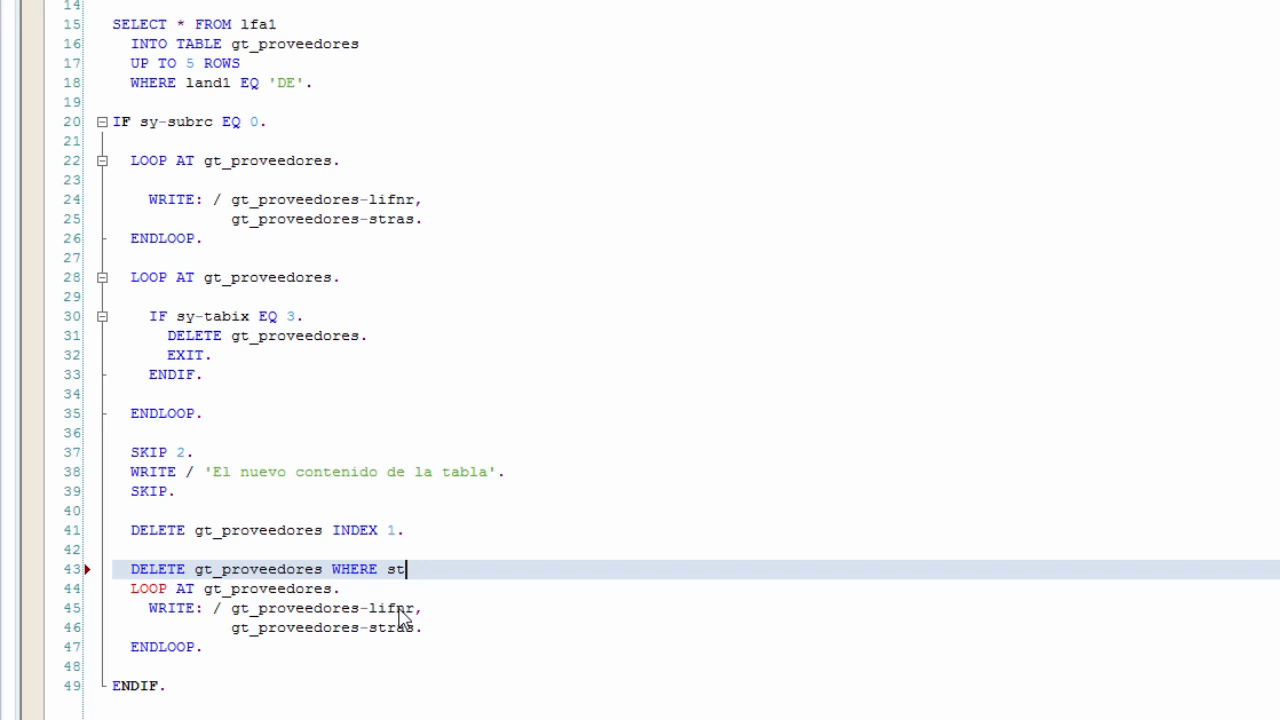 14
15 SELECT * FROM lfa1
16 INTO TABLE gt_proveedores
17 UP TO 5 ROWS
18 WHERE land1 EQ 'DE'.
19
20 IF sy-subrc EQ 0.
21
22 LOOP AT gt_proveedores.
23
24 WRITE: / gt_proveedores-lifnr,
25 gt_proveedores-stras.
26 ENDLOOP.
27
28 LOOP AT gt_proveedores.
29
30 IF sy-tabix EQ 3.
31 DELETE gt_proveedores.
32 EXIT.
33 ENDIF.
34
35 ENDLOOP.
36
37 SKIP 2.
38 WRITE / 'El nuevo contenido de la tabla'.
39 SKIP.
40
41 DELETE gt_proveedores INDEX 1.
42
43 DELETE gt_proveedores WHERE st
44 LOOP AT gt_proveedores.
45 WRITE: / gt_proveedores-lifnr,
46 gt_proveedores-stras.
47 ENDLOOP.
48
49 ENDIF.